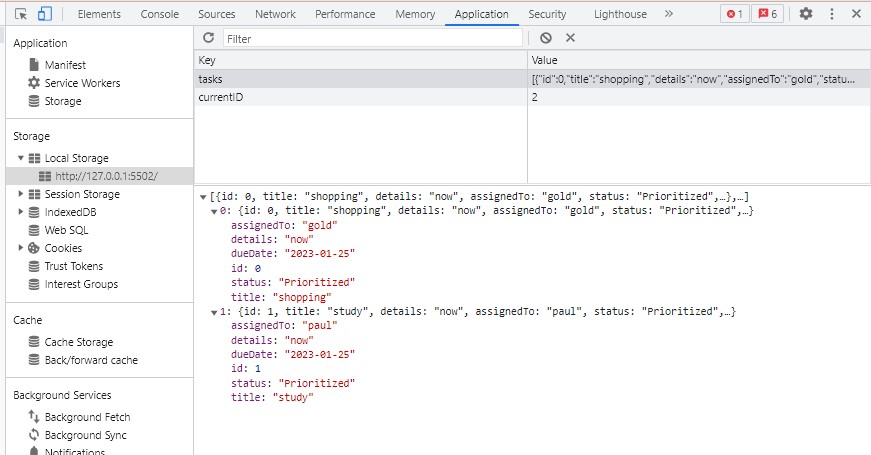 Elements Console Sources Network Performance Memory Application Security Lighthouse » 1 6
Application
Manifest
Service Workers
Storage
Storage
Local Storage
http://127.0.0.1:5502/
Session Storage
IndexedDB
Web SQL
Cookies
Trust Tokens
Interest Groups
Cache
Cache Storage
Back/forward cache
Background Services
Background Fetch
Background Sync
Notifications
Filter
Key Value
tasks [{"id":0,"title":"shopping","details":"now","assignedTo":"gold","statu...
currentID 2
[{id: 0, title: "shopping", details: "now", assignedTo: "gold", status: "Prioritized",…},…]
0: {id: 0, title: "shopping", details: "now", assignedTo: "gold", status: "Prioritized",…}
assignedTo: "gold"
details: "now"
dueDate: "2023-01-25"
id: 0
status: "Prioritized"
title: "shopping"
1: {id: 1, title: "study", details: "now", assignedTo: "paul", status: "Prioritized",…}
assignedTo: "paul"
details: "now"
dueDate: "2023-01-25"
id: 1
status: "Prioritized"
title: "study"